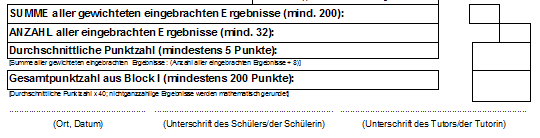 SUMME aller gewichteten eingebrachten Ergebnisse (mind. 200):
ANZAHL aller eingebrachten Ergebnisse (mind. 32):
Durchschnittliche Punktzahl (mindestens 5 Punkte):
[Summe aller gewichteten eingebrachten Ergebnisse : (Anzahl aller eingebrachten Ergebnisse + 8)]
Gesamtpunktzahl aus Block I (mindestens 200 Punkte):
[Durchschnittliche Punktzahl x 40; nichtganzzahlige Ergebnisse werden mathematisch gerundet]
(Ort, Datum) (Unterschrift des Schülers/der Schülerin) (Unterschrift des Tutors/der Tutorin)